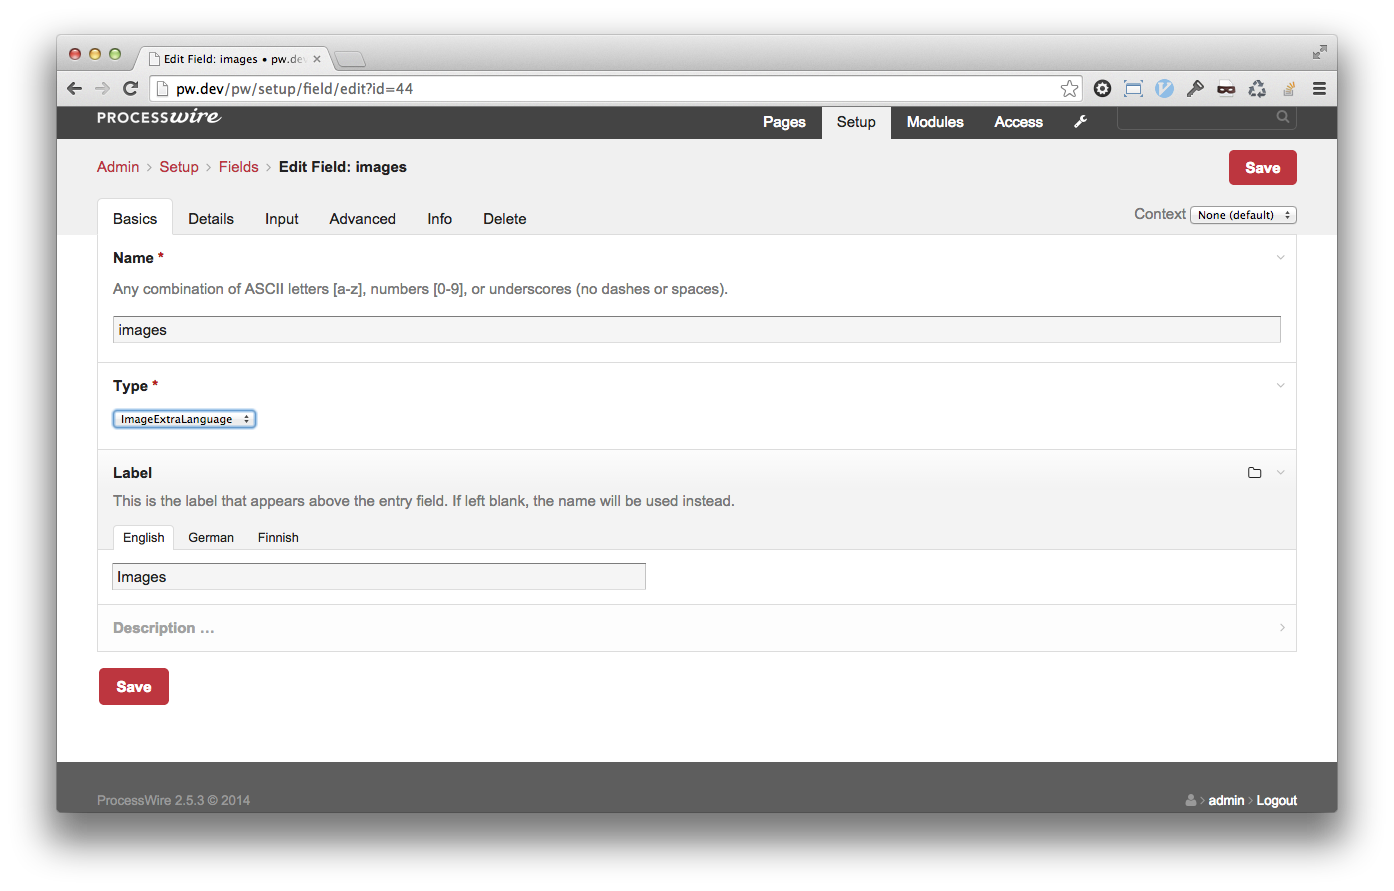 Edit Field: images • pw.de
pw.dev/pw/setup/field/edit?id=44
PROCESSwire
Pages Setup Modules Access
Admin > Setup > Fields > Edit Field: images
Save
Basics Details Input Advanced Info Delete
Context None (default)
Name *
Any combination of ASCII letters [a-z], numbers [0-9], or underscores (no dashes or spaces).
images
Type *
ImageExtraLanguage
Label
This is the label that appears above the entry field. If left blank, the name will be used instead.
English German Finnish
Images
Description …
Save
ProcessWire 2.5.3 © 2014
admin > Logout